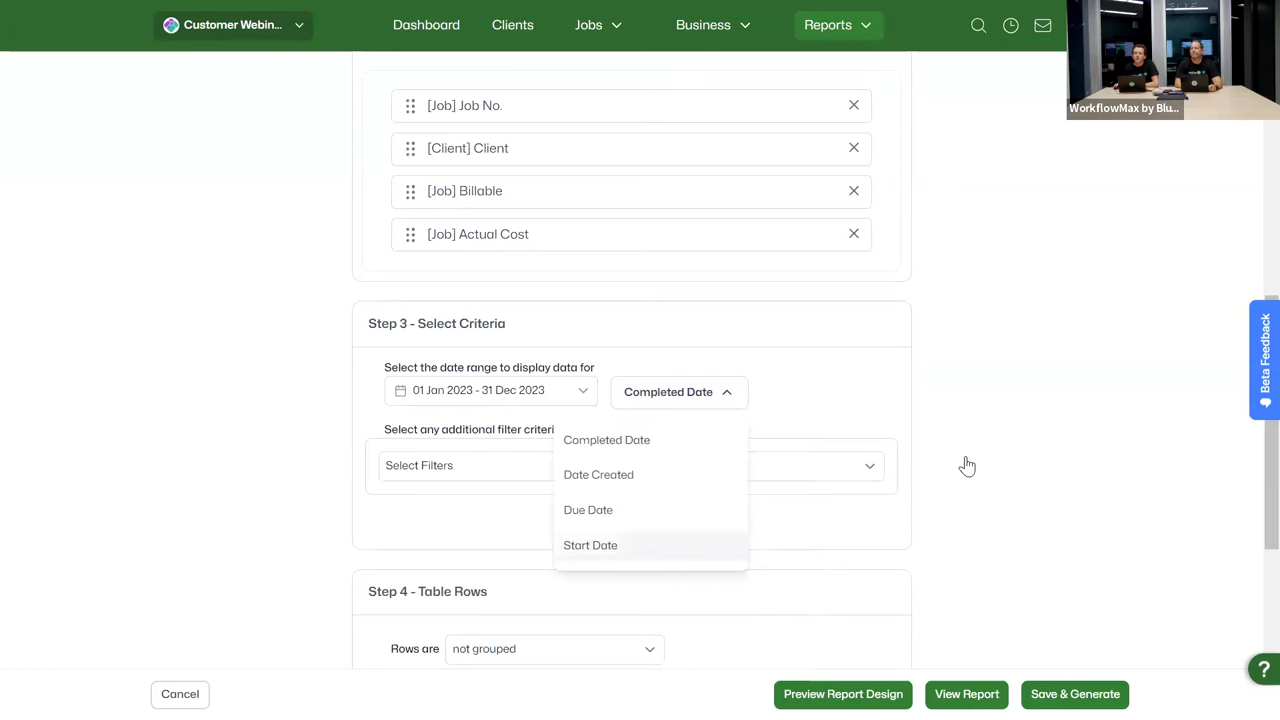 Customer Webin...
Dashboard
Clients
Jobs
Business
Reports
WorkflowMax by Blu...
[Job] Job No.
[Client] Client
[Job] Billable
[Job] Actual Cost
Step 3 - Select Criteria
Select the date range to display data for
01 Jan 2023 - 31 Dec 2023
Completed Date
Select any additional filter criteri
Completed Date
Select Filters
Date Created
Due Date
Start Date
Step 4 - Table Rows
Rows are
not grouped
Beta Feedback
?
Cancel
Preview Report Design
View Report
Save & Generate